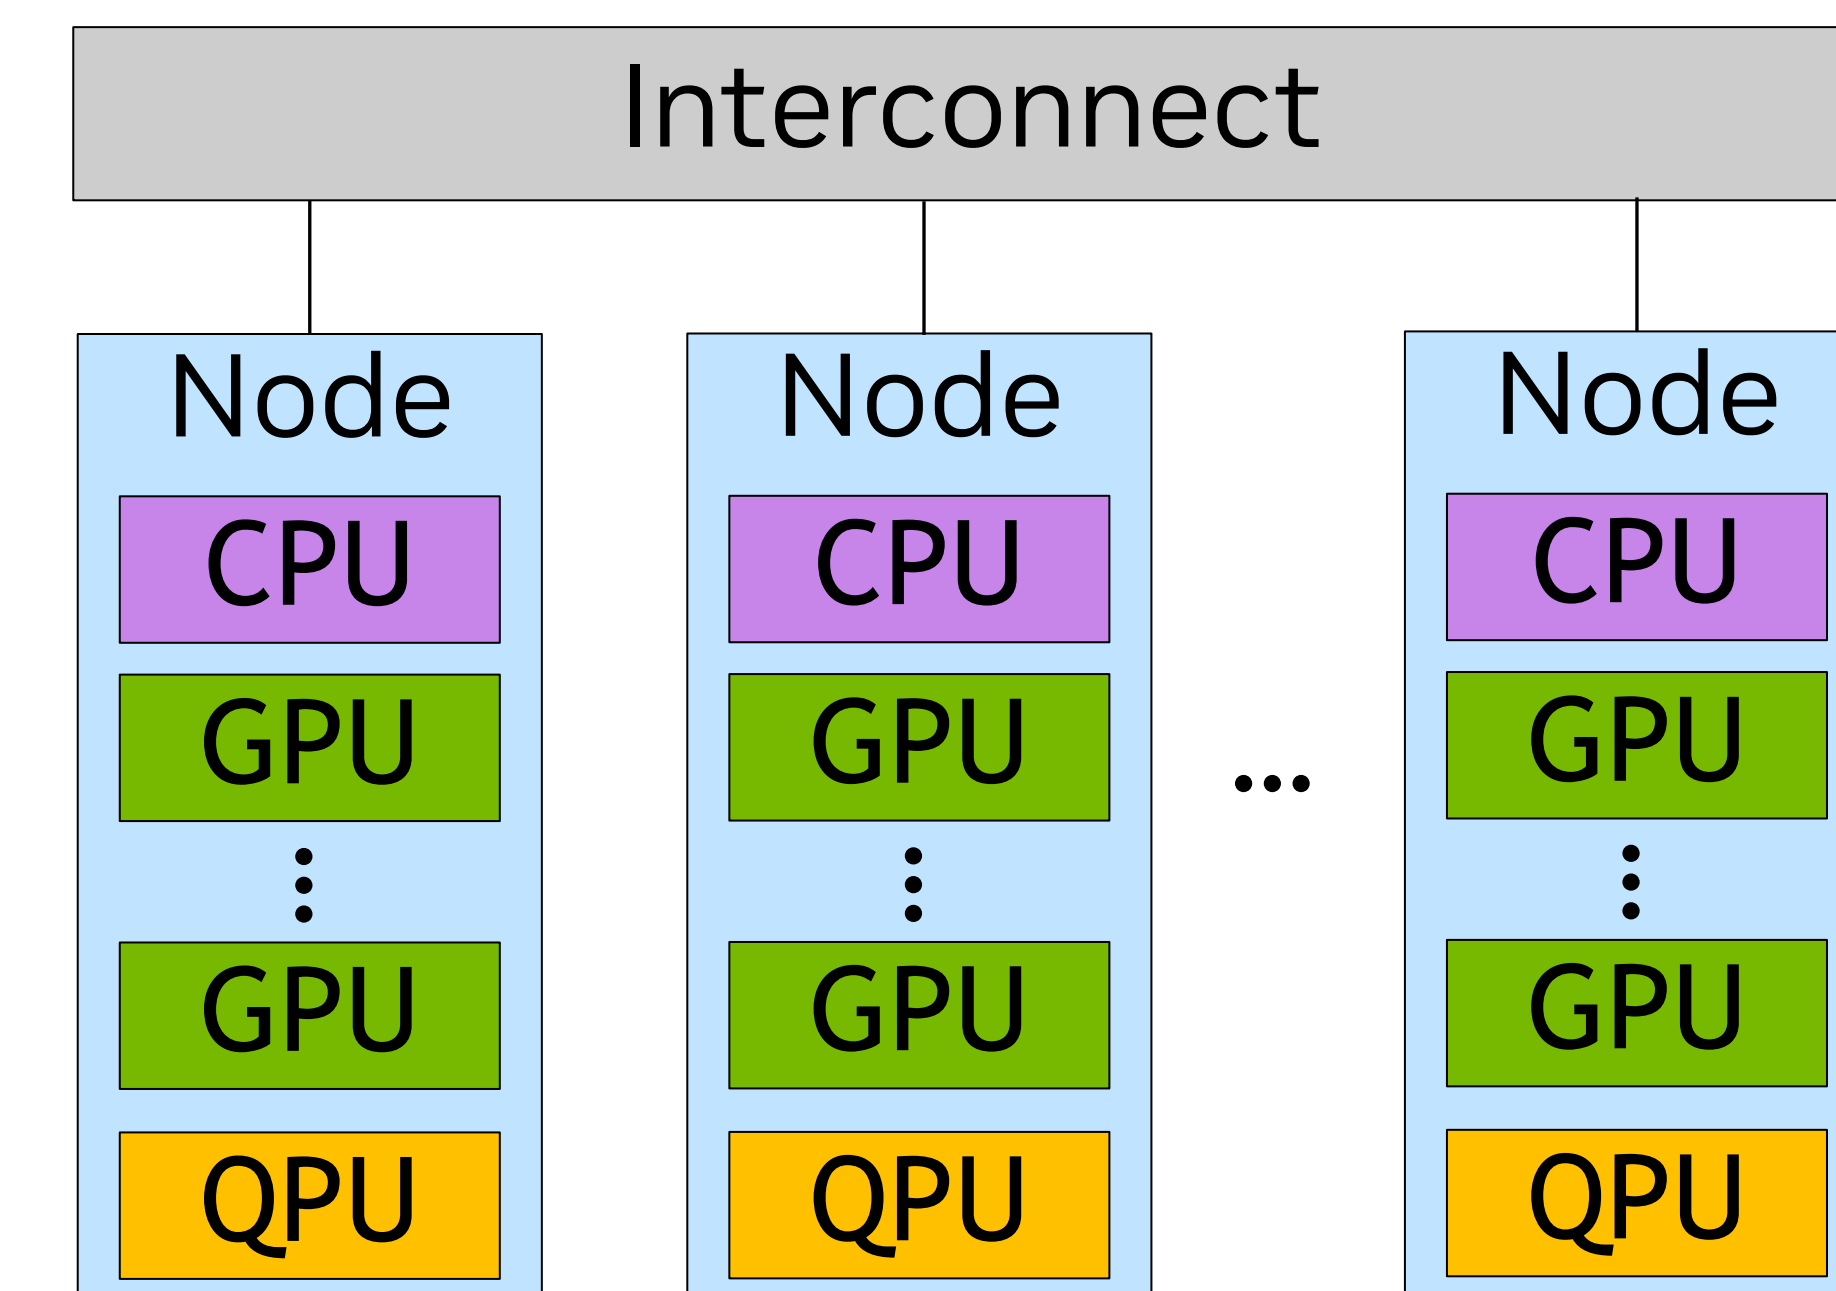 Interconnect
Node
CPU
GPU
⋮
GPU
QPU
Node
CPU
GPU
⋮
GPU
QPU
...
Node
CPU
GPU
⋮
GPU
QPU